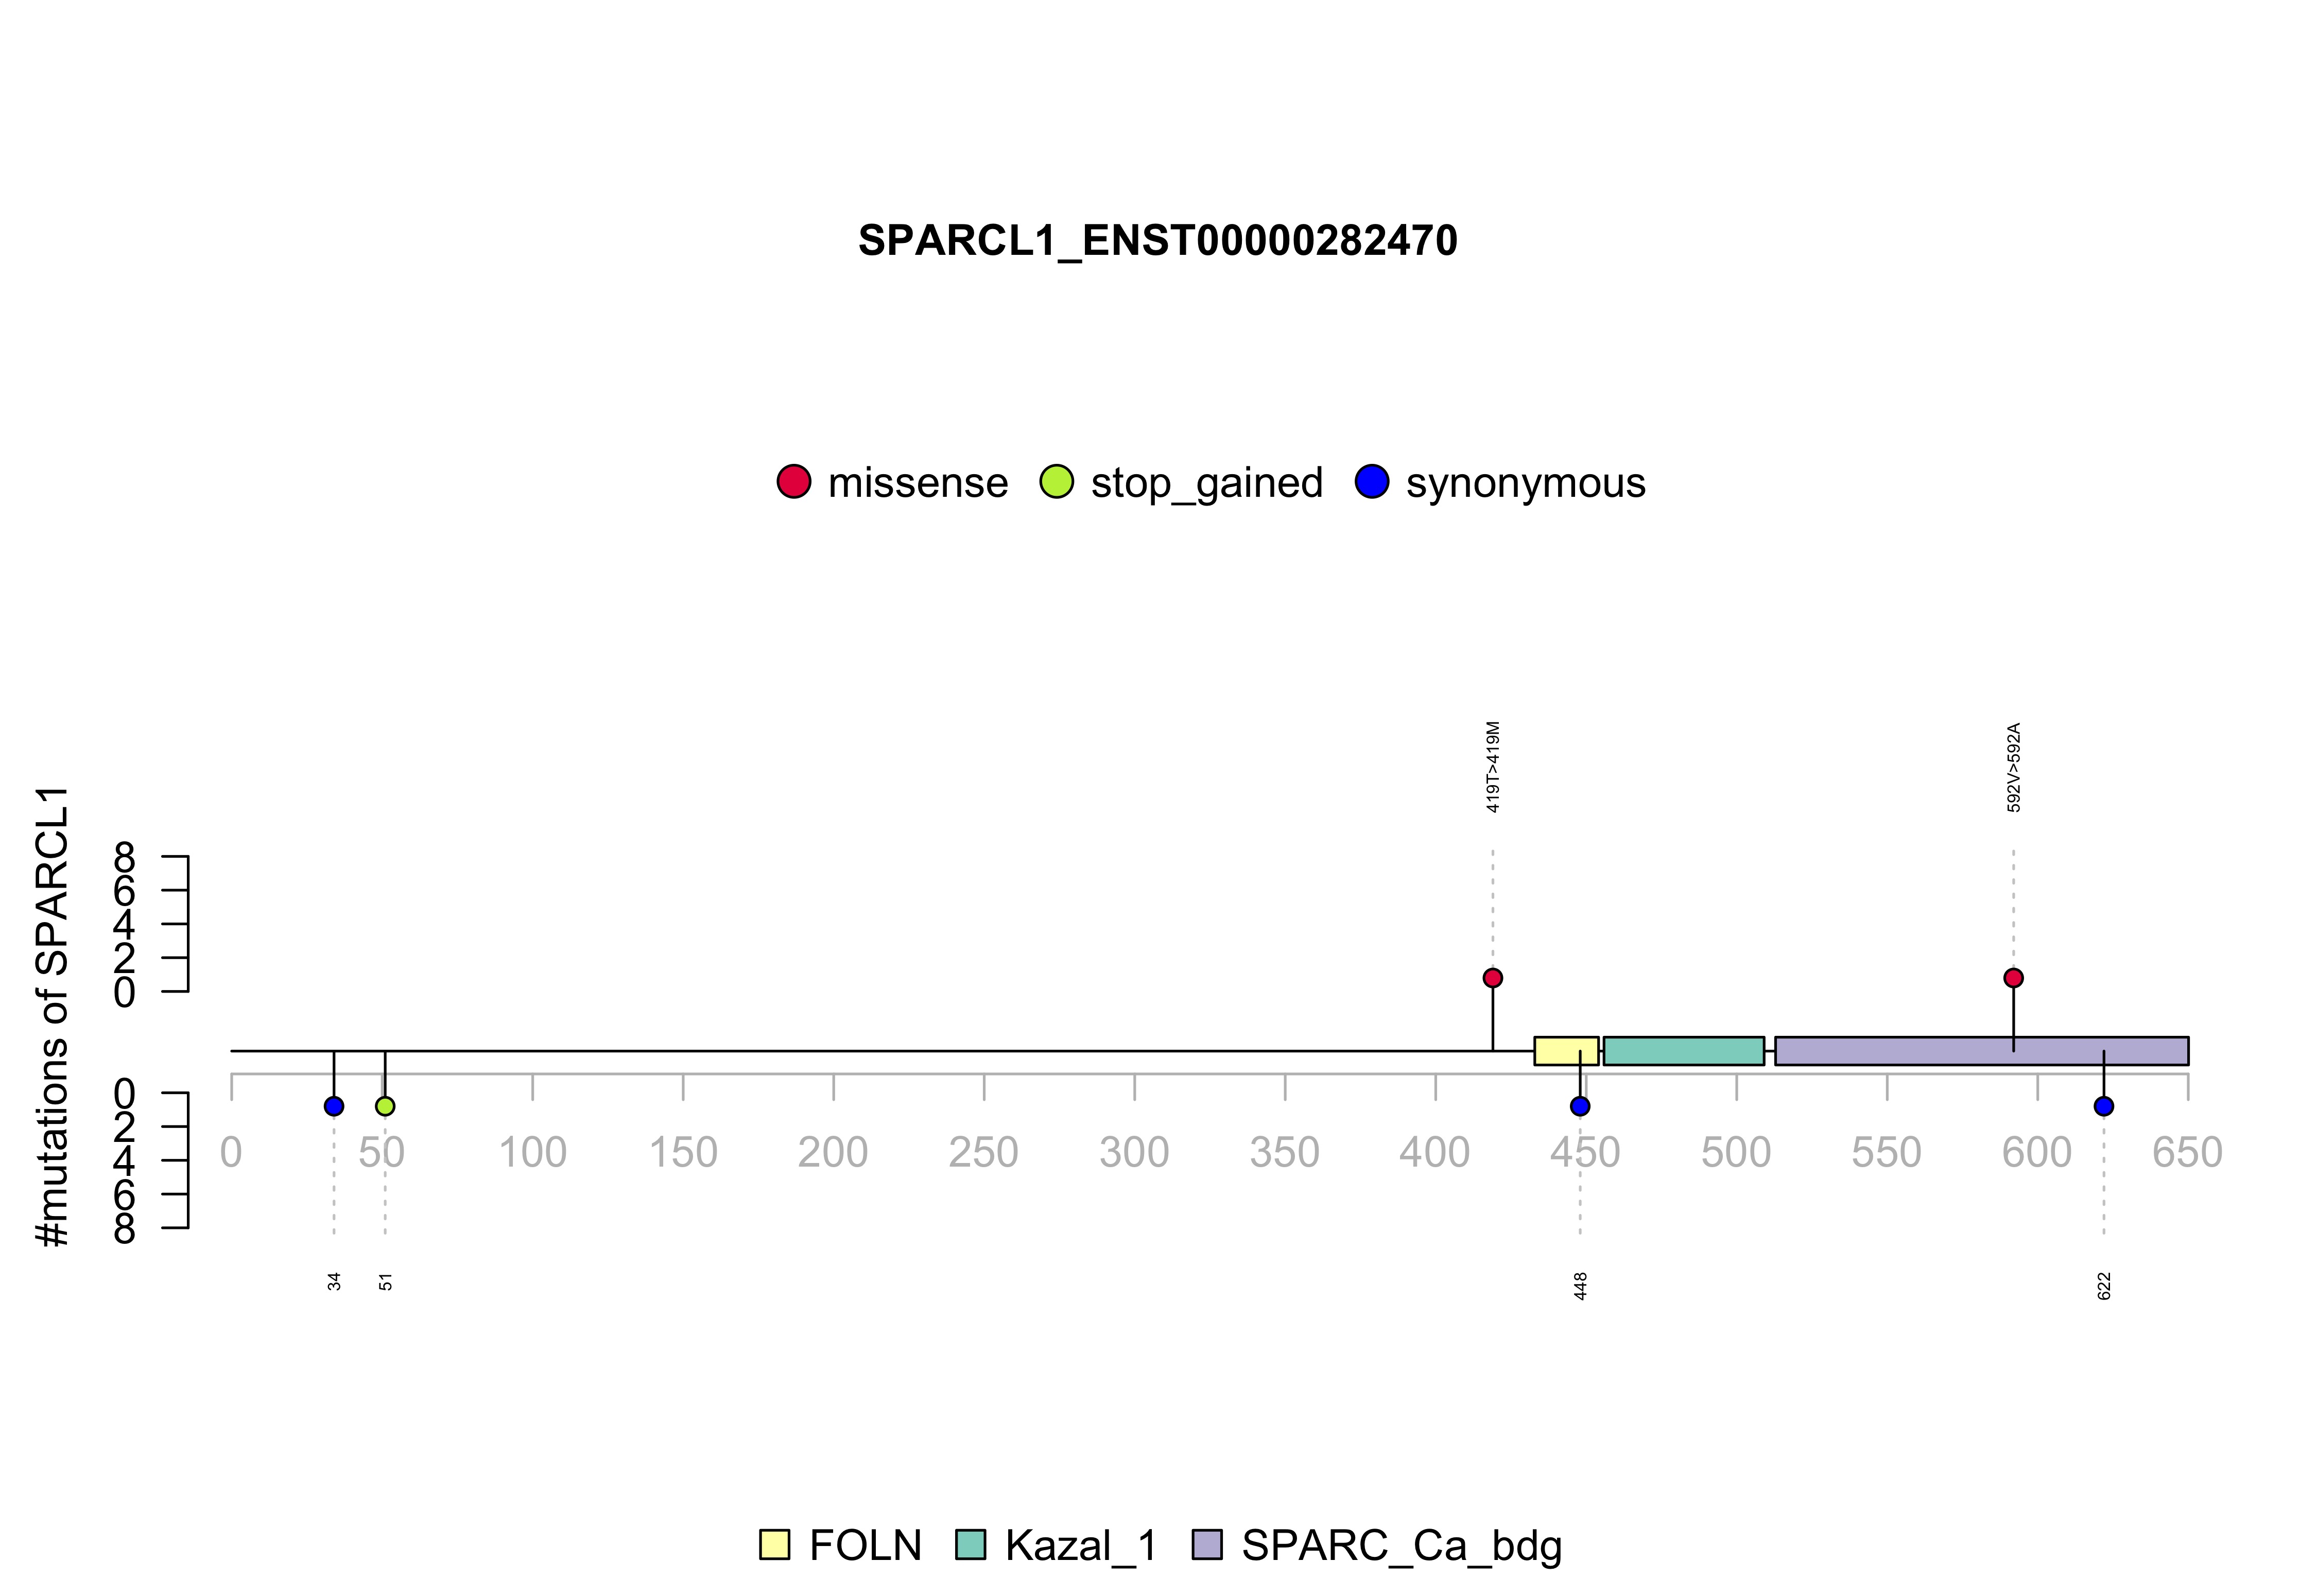 SPARCL1_ENST00000282470
missense stop_gained synonymous
419T>419M 592V>592A
#mutations of SPARCL1
8
6
4
2
0
0
2
4
6
8
0 50 100 150 200 250 300 350 400 450 500 550 600 650
34 51 448 622
FOLN Kazal_1 SPARC_Ca_bdg